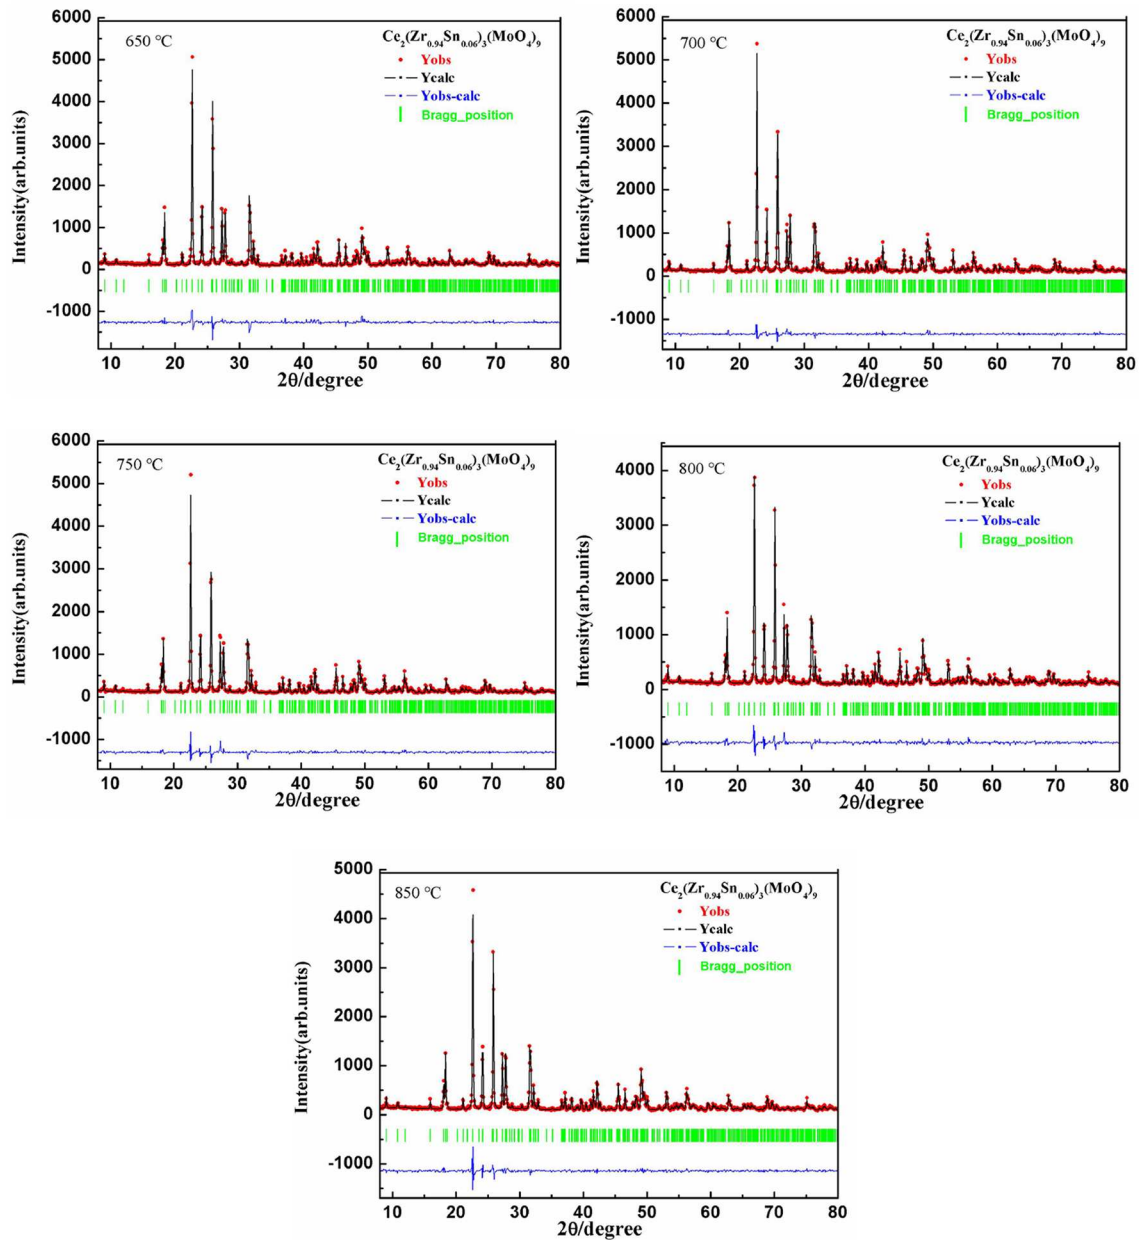 650 °C
Ce2(Zr0.94Sn0.06)3(MoO4)9
Yobs
Ycalc
Yobs-calc
Bragg_position
Intensity(arb.units)
6000
5000
4000
3000
2000
1000
0
-1000
10 20 30 40 50 60 70 80
2θ/degree
700 °C
Ce2(Zr0.94Sn0.06)3(MoO4)9
Yobs
Ycalc
Yobs-calc
Bragg_position
Intensity(arb.units)
6000
5000
4000
3000
2000
1000
0
-1000
10 20 30 40 50 60 70 80
2θ/degree
750 °C
Ce2(Zr0.94Sn0.06)3(MoO4)9
Yobs
Ycalc
Yobs-calc
Bragg_position
Intensity(arb.units)
6000
5000
4000
3000
2000
1000
0
-1000
10 20 30 40 50 60 70 80
2θ/degree
800 °C
Ce2(Zr0.94Sn0.06)3(MoO4)9
Yobs
Ycalc
Yobs-calc
Bragg_position
Intensity(arb.units)
4000
3000
2000
1000
0
-1000
10 20 30 40 50 60 70 80
2θ/degree
850 °C
Ce2(Zr0.94Sn0.06)3(MoO4)9
Yobs
Ycalc
Yobs-calc
Bragg_position
Intensity(arb.units)
5000
4000
3000
2000
1000
0
-1000
10 20 30 40 50 60 70 80
2θ/degree